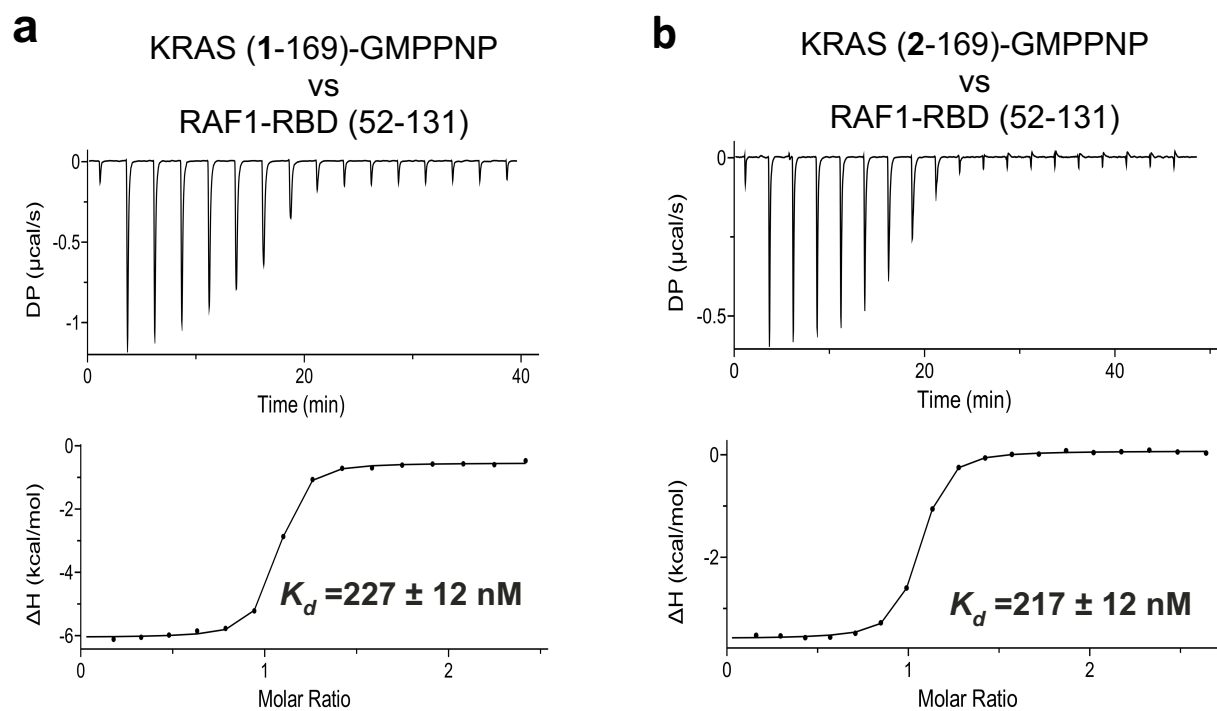 a
KRAS (1-169)-GMPPNP
vs
RAF1-RBD (52-131)
0
-0.5
-1
DP (µcal/s)
0
20
40
Time (min)
0
-2
-4
-6
ΔH (kcal/mol)
Kd =227 ± 12 nM
0
1
2
Molar Ratio
b
KRAS (2-169)-GMPPNP
vs
RAF1-RBD (52-131)
0
-0.5
DP (µcal/s)
0
20
40
Time (min)
0
-2
ΔH (kcal/mol)
Kd =217 ± 12 nM
0
1
2
Molar Ratio